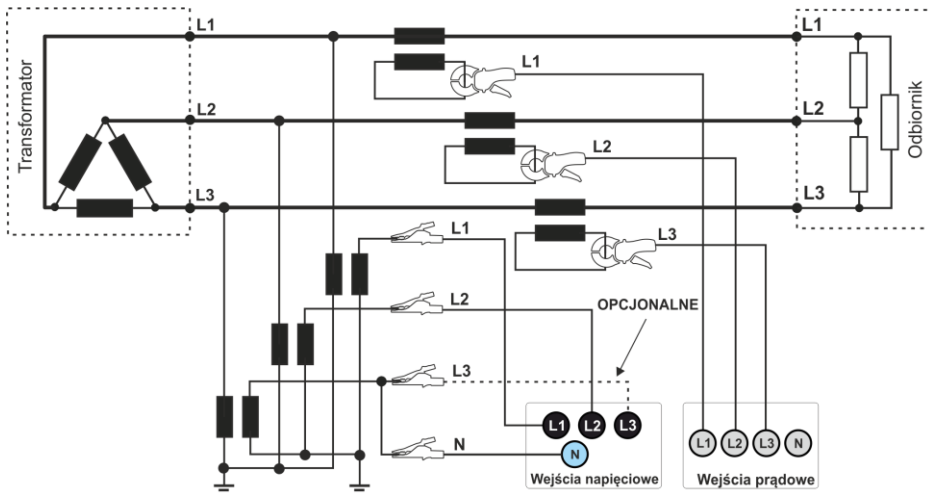 L1
L1
Transformator
L1
L2
L2
Odbiornik
L2
L3
L3
L1
L3
L2
OPCJONALNE
L3
L1
L2
L3
L1
L2
L3
N
N
N
Wejścia napięciowe
Wejścia prądowe